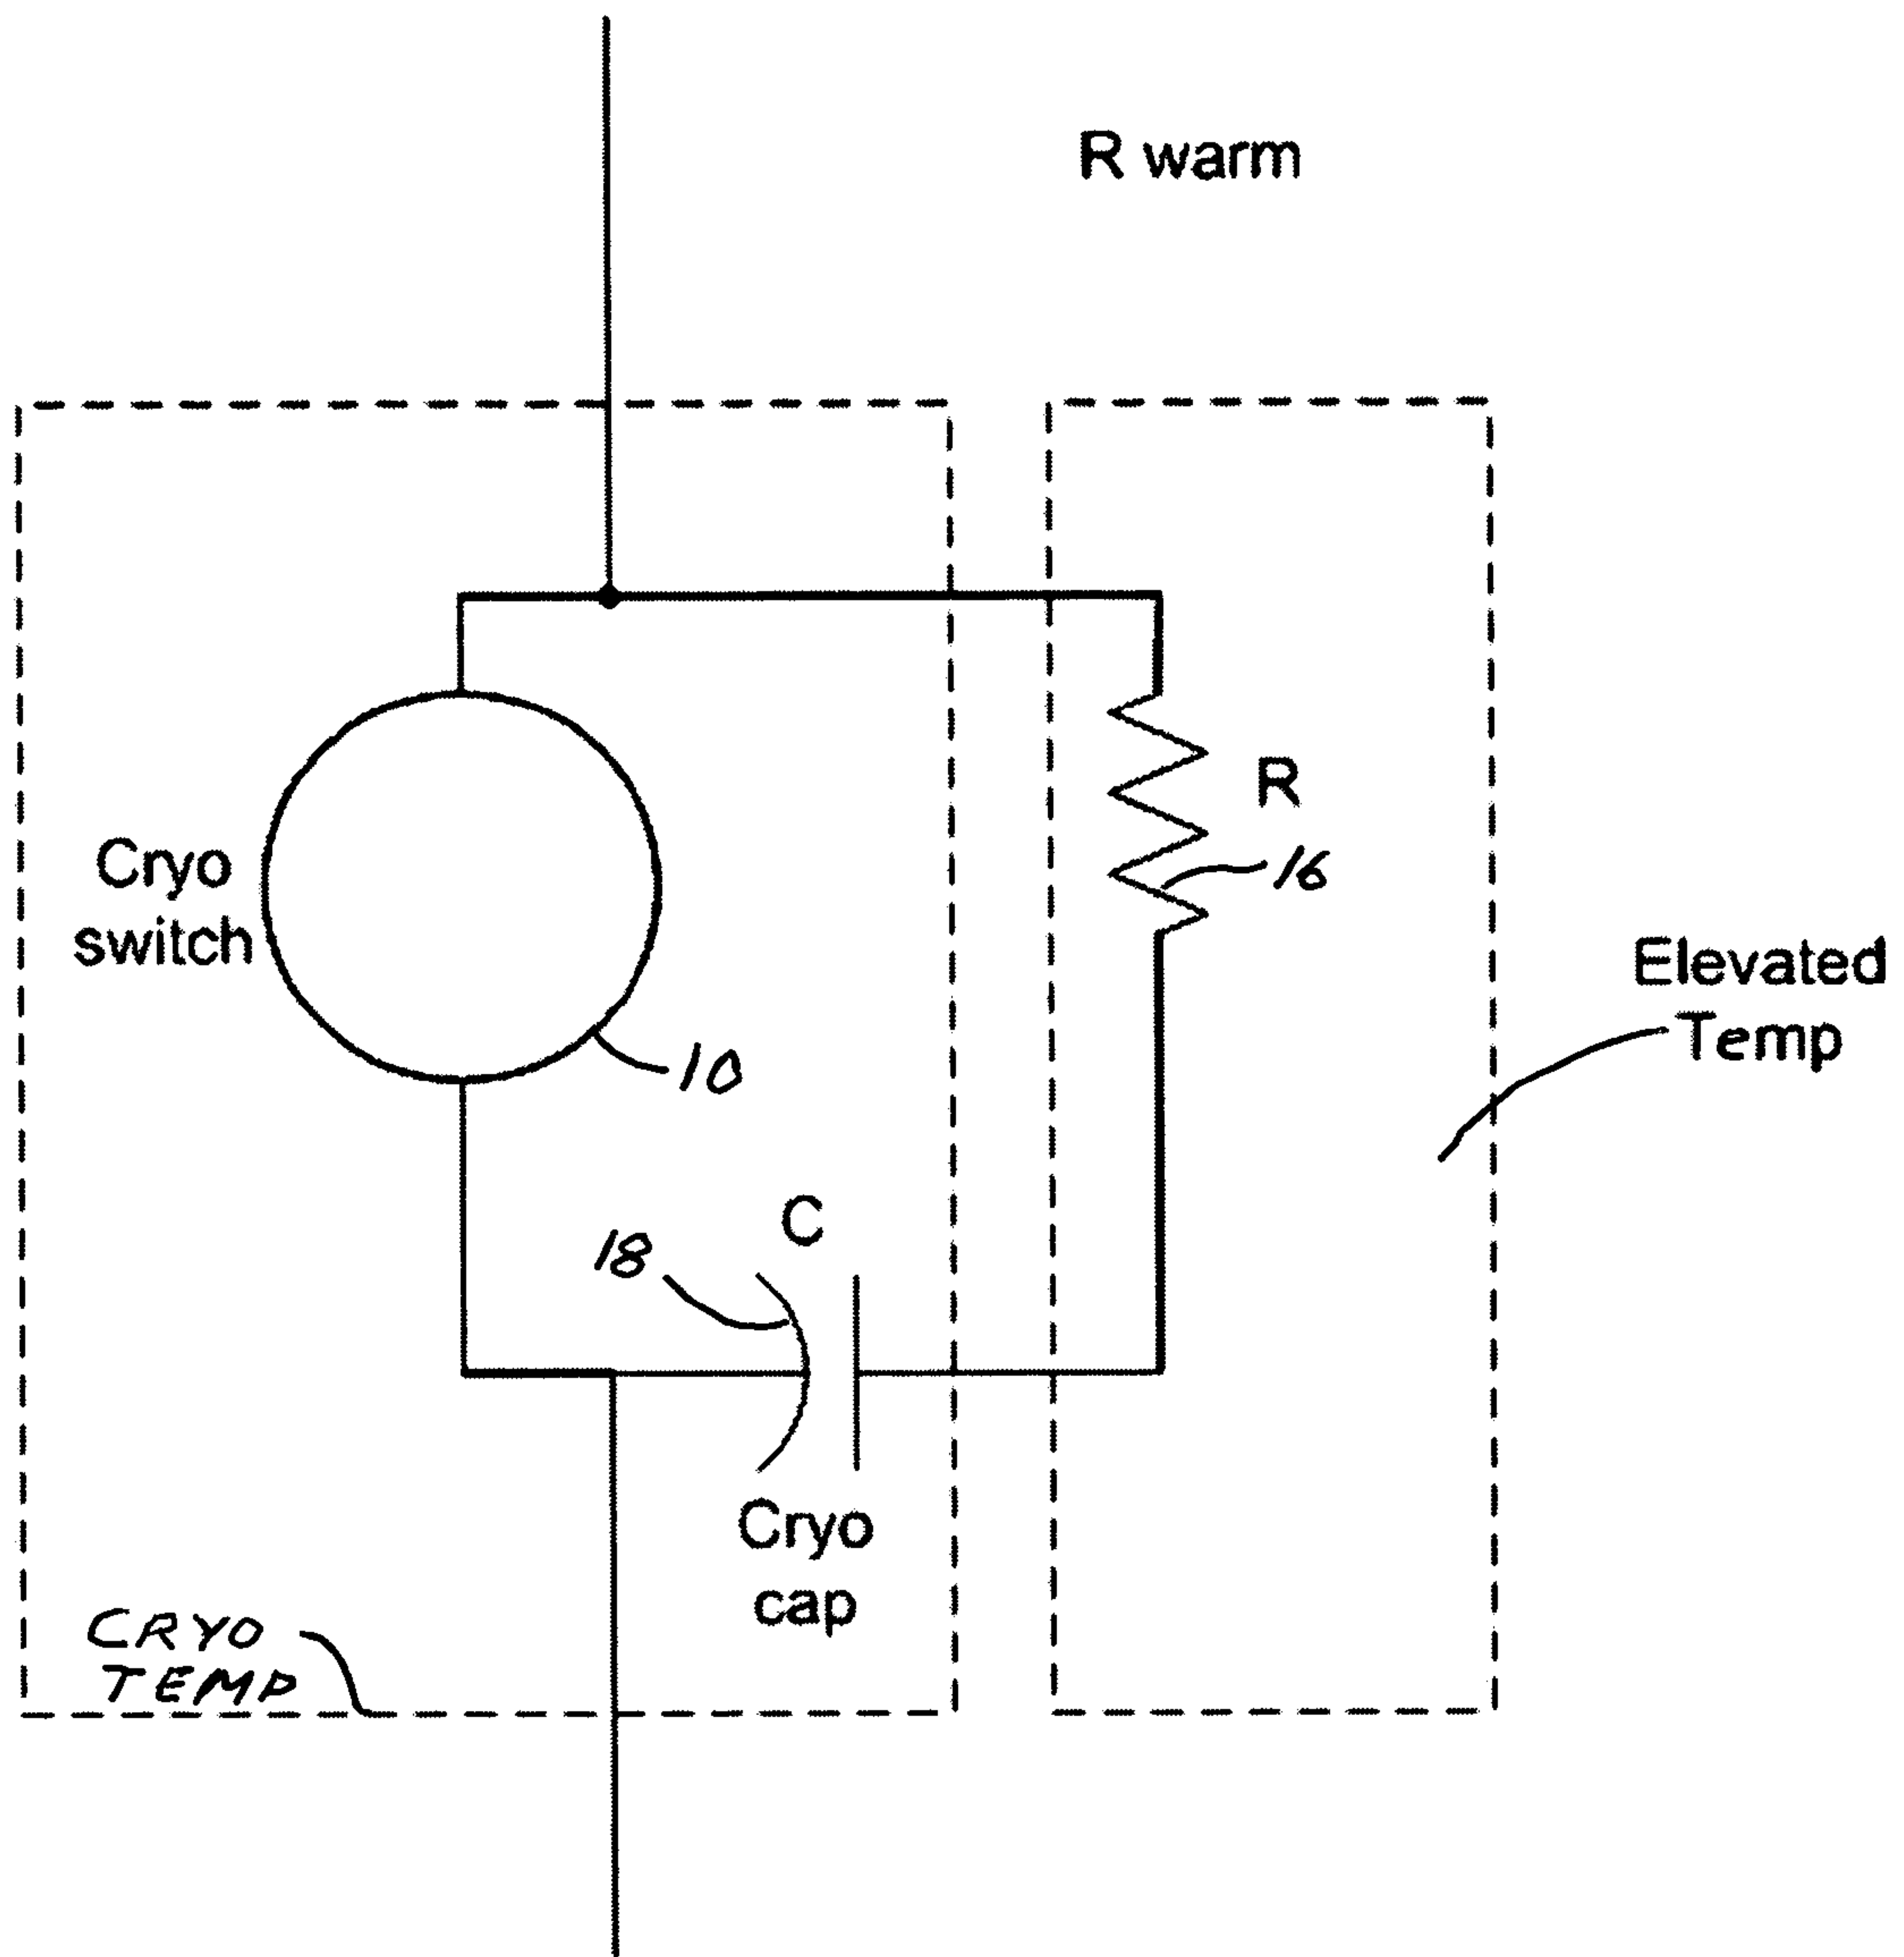 R warm
R
16
Cryo
switch
Elevated
Temp
10
C
18
Cryo
cap
CRYO
TEMP